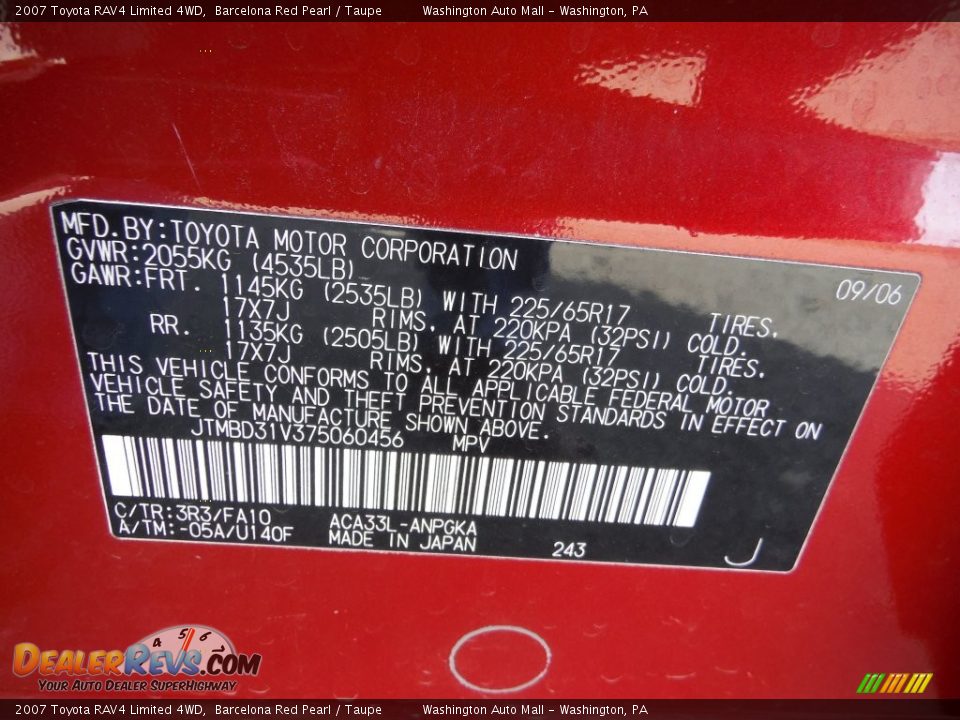 2007 Toyota RAV4 Limited 4WD, Barcelona Red Pearl / Taupe Washington Auto Mall - Washington, PA
MFD.BY:TOYOTA MOTOR CORPORATION 09/06
GVWR:2055KG (4535LB)
GAWR:FRT. 1145KG (2535LB) WITH 225/65R17 TIRES,
17X7J RIMS, AT 220KPA (32PSI) COLD.
RR. 1135KG (2505LB) WITH 225/65R17 TIRES,
17X7J RIMS, AT 220KPA (32PSI) COLD.
THIS VEHICLE CONFORMS TO ALL APPLICABLE FEDERAL MOTOR
VEHICLE SAFETY AND THEFT PREVENTION STANDARDS IN EFFECT ON
THE DATE OF MANUFACTURE SHOWN ABOVE.
JTMBD31V375060456 MPV
C/TR:3R3/FA10 ACA33L-ANPGKA
A/TM:-05A/U140F MADE IN JAPAN 243 J
4 5 6
DEALERREVS.COM
YOUR AUTO DEALER SUPERHIGHWAY
2007 Toyota RAV4 Limited 4WD, Barcelona Red Pearl / Taupe Washington Auto Mall - Washington, PA